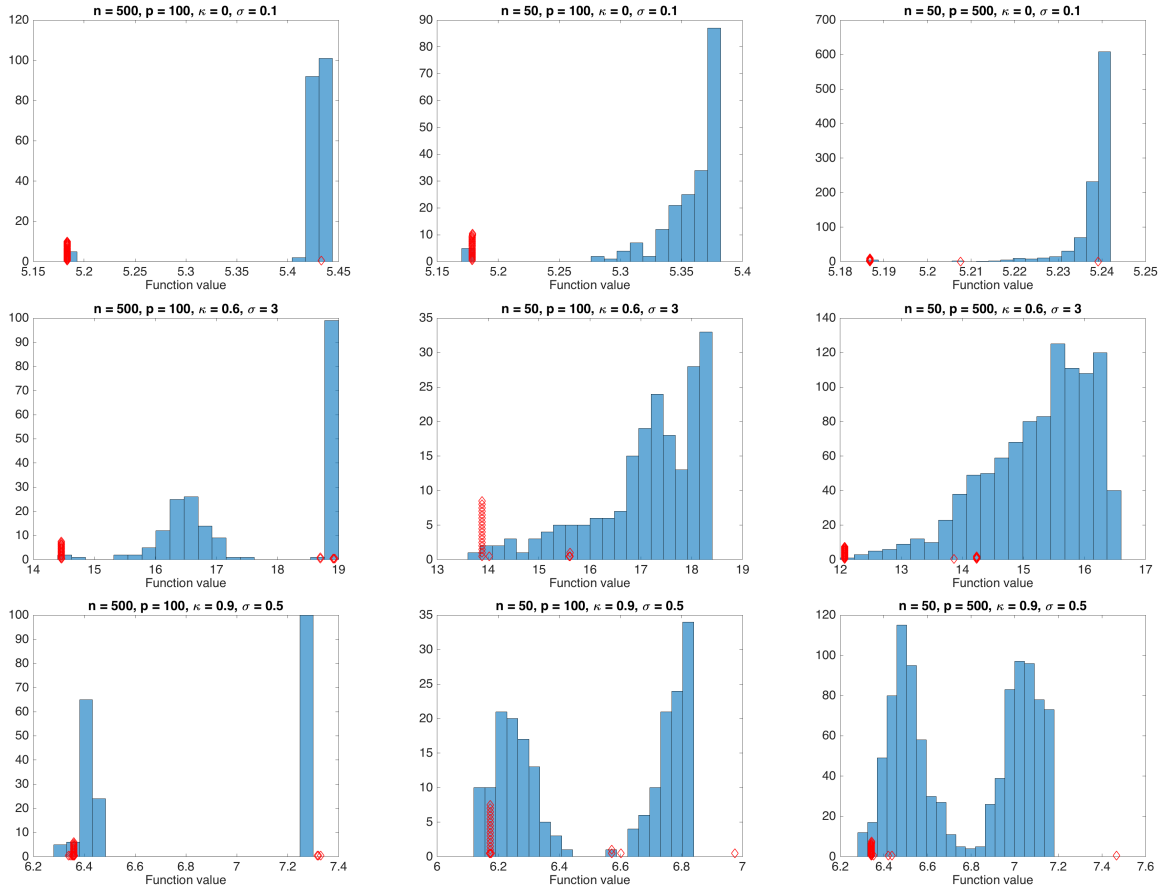 n = 500, p = 100, κ = 0, σ = 0.1
120
100
80
60
40
20
0
5.15 5.2 5.25 5.3 5.35 5.4 5.45
Function value
n = 50, p = 100, κ = 0, σ = 0.1
90
80
70
60
50
40
30
20
10
0
5.15 5.2 5.25 5.3 5.35 5.4
Function value
n = 50, p = 500, κ = 0, σ = 0.1
700
600
500
400
300
200
100
0
5.18 5.19 5.2 5.21 5.22 5.23 5.24 5.25
Function value
n = 500, p = 100, κ = 0.6, σ = 3
100
90
80
70
60
50
40
30
20
10
0
14 15 16 17 18 19
Function value
n = 50, p = 100, κ = 0.6, σ = 3
35
30
25
20
15
10
5
0
13 14 15 16 17 18 19
Function value
n = 50, p = 500, κ = 0.6, σ = 3
140
120
100
80
60
40
20
0
12 13 14 15 16 17
Function value
n = 500, p = 100, κ = 0.9, σ = 0.5
100
90
80
70
60
50
40
30
20
10
0
6.2 6.4 6.6 6.8 7 7.2 7.4
Function value
n = 50, p = 100, κ = 0.9, σ = 0.5
35
30
25
20
15
10
5
0
6 6.2 6.4 6.6 6.8 7
Function value
n = 50, p = 500, κ = 0.9, σ = 0.5
120
100
80
60
40
20
0
6.2 6.4 6.6 6.8 7 7.2 7.4 7.6
Function value